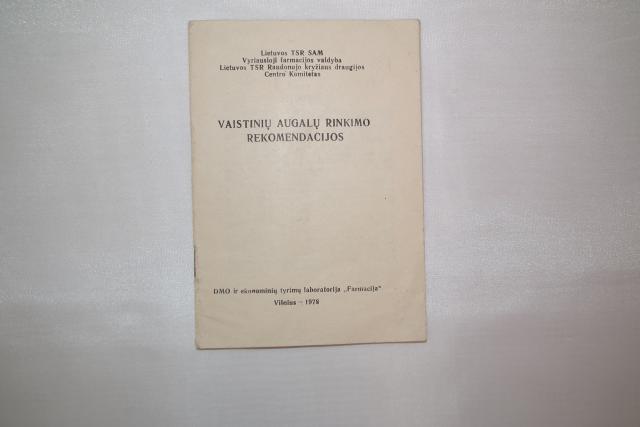 Lietuvos TSR SAM
Vyriausioji farmacijos valdyba
Lietuvos TSR Raudonojo kryžiaus draugijos
Centro Komitetas
VAISTINIŲ AUGALŲ RINKIMO
REKOMENDACIJOS
DMO ir ekonominių tyrimų laboratorija „Farmacija"
Vilnius — 1978